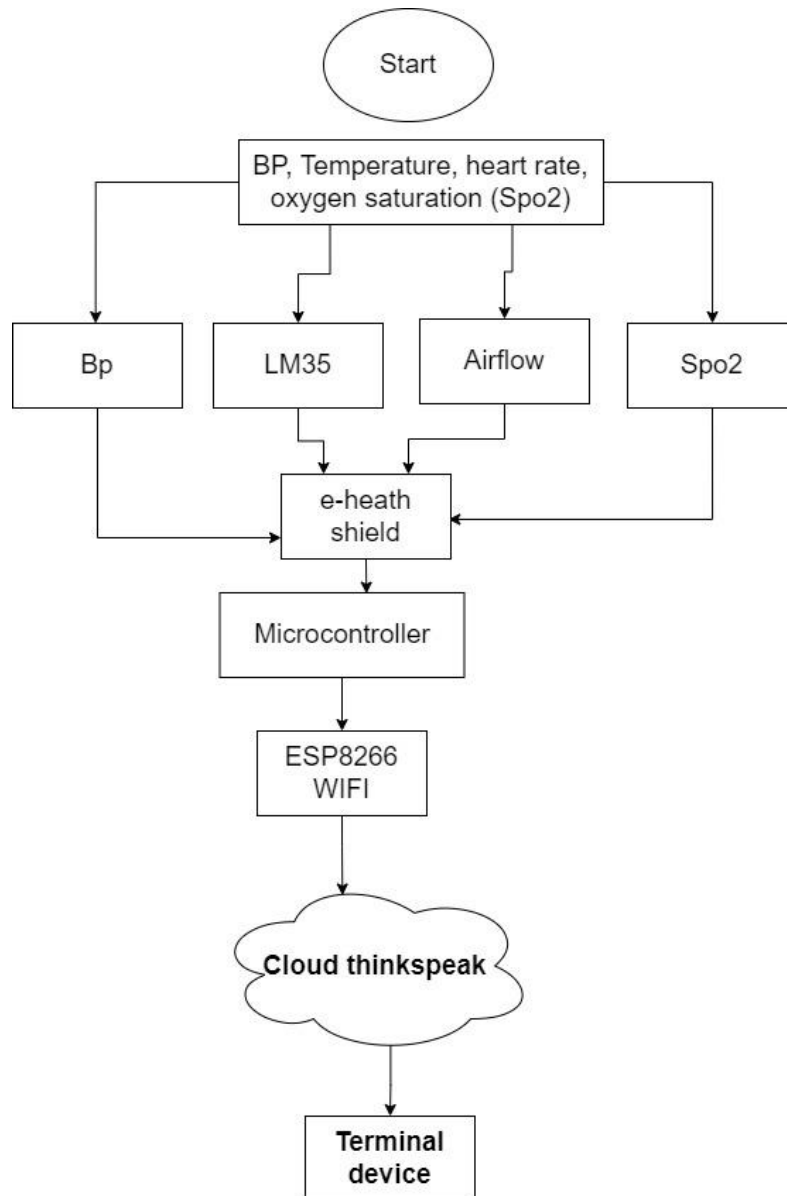 Start
BP, Temperature, heart rate,
oxygen saturation (Spo2)
Bp
LM35
Airflow
Spo2
e-heath
shield
Microcontroller
ESP8266
WIFI
Cloud thinkspeak
Terminal
device